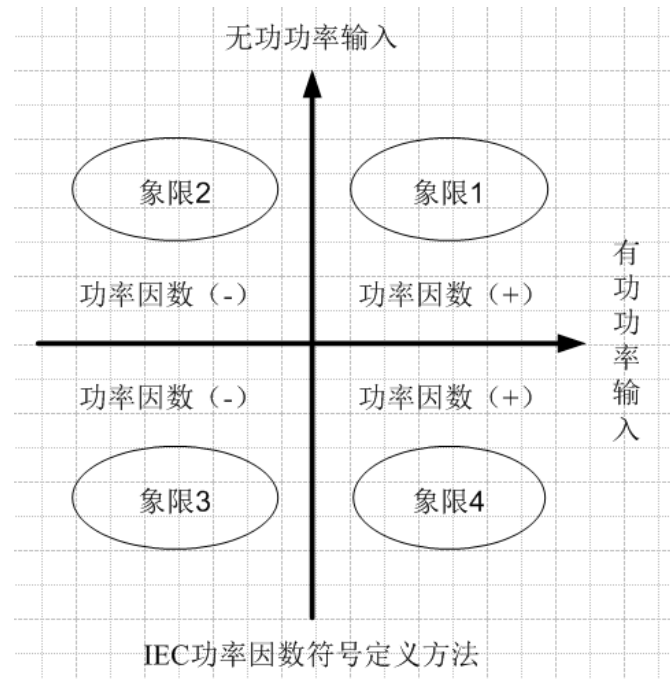 无功功率输入
象限2
象限1
功率因数（-）
功率因数（+）
有功功率输入
功率因数（-）
功率因数（+）
象限3
象限4
IEC功率因数符号定义方法